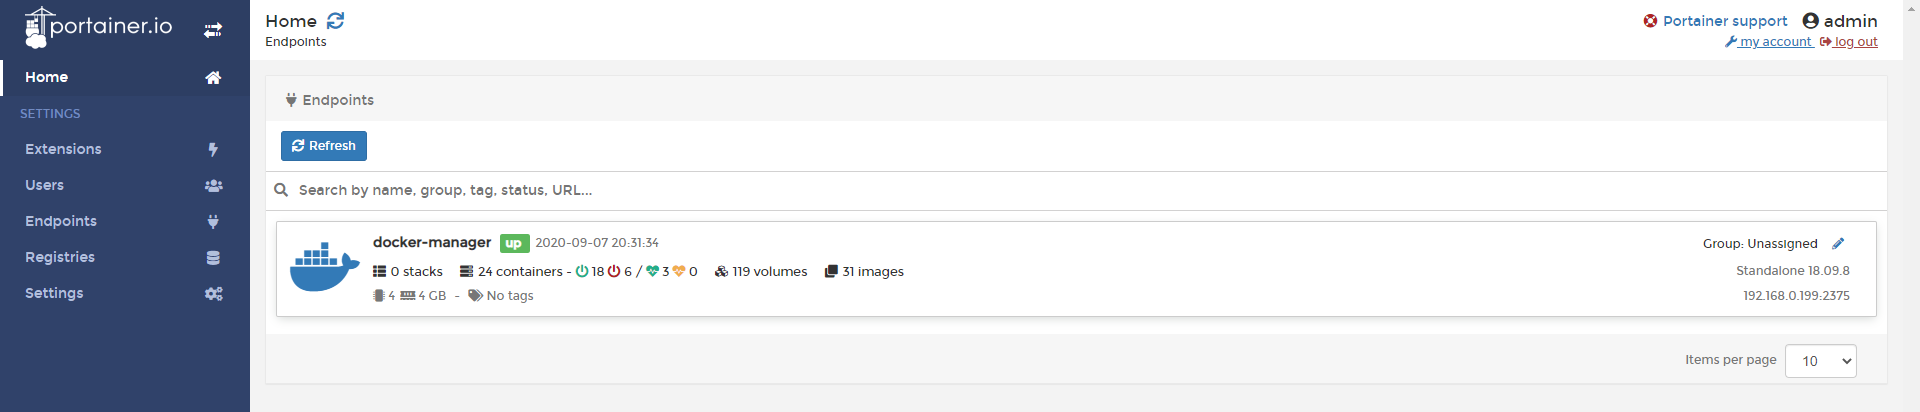 portainer.io
Home
SETTINGS
Extensions
Users
Endpoints
Registries
Settings
Home
Endpoints
Portainer support admin
my account log out
Endpoints
Refresh
Search by name, group, tag, status, URL...
docker-manager up 2020-09-07 20:31:34
Group: Unassigned
0 stacks 24 containers - 18 6 / 3 0 119 volumes 31 images
Standalone 18.09.8
4 4 GB - No tags
192.168.0.199:2375
Items per page 10